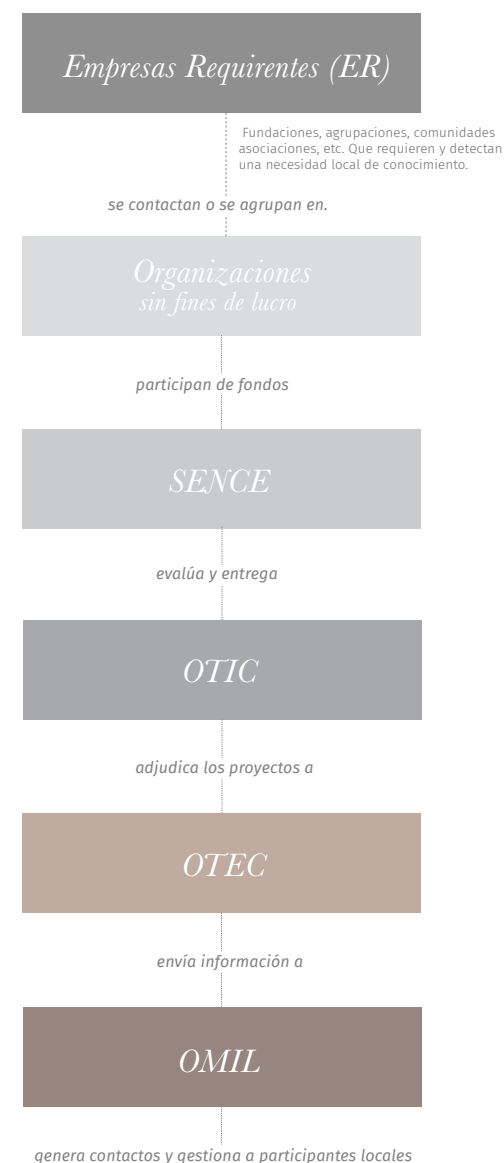 Empresas Requirentes (ER)
Fundaciones, agrupaciones, comunidades
asociaciones, etc. Que requieren y detectan
una necesidad local de conocimiento.
se contactan o se agrupan en.
Organizaciones
sin fines de lucro
participan de fondos
SENCE
evalúa y entrega
OTIC
adjudica los proyectos a
OTEC
envía información a
OMIL
genera contactos y gestiona a participantes locales